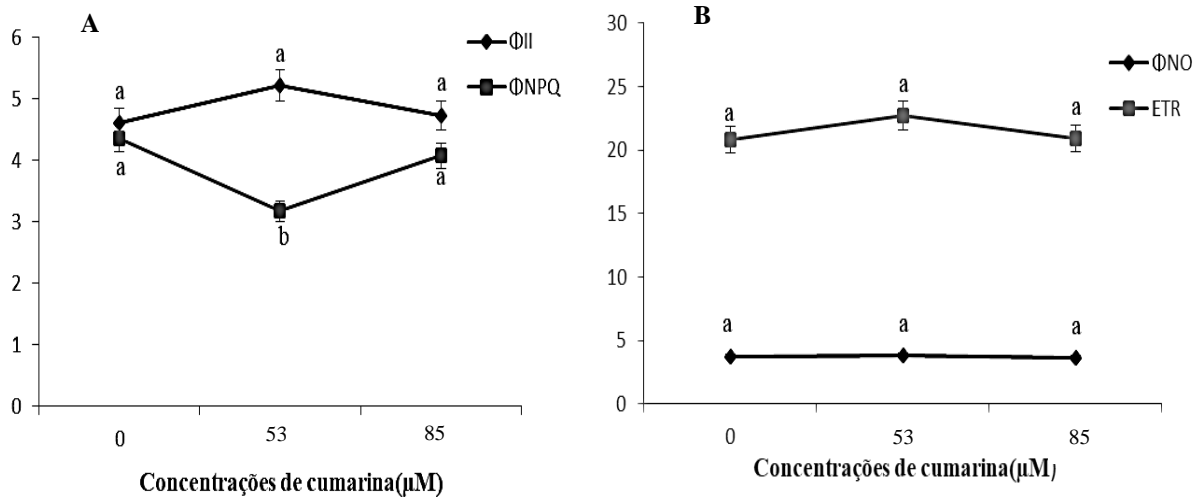 A
ΦII
ΦNPQ
6
5
4
3
2
1
0
a
a
a
a
b
a
0
53
85
Concentrações de cumarina(µM)
B
ΦNO
ETR
30
25
20
15
10
5
0
a
a
a
a
a
a
0
53
85
Concentrações de cumarina(µM)